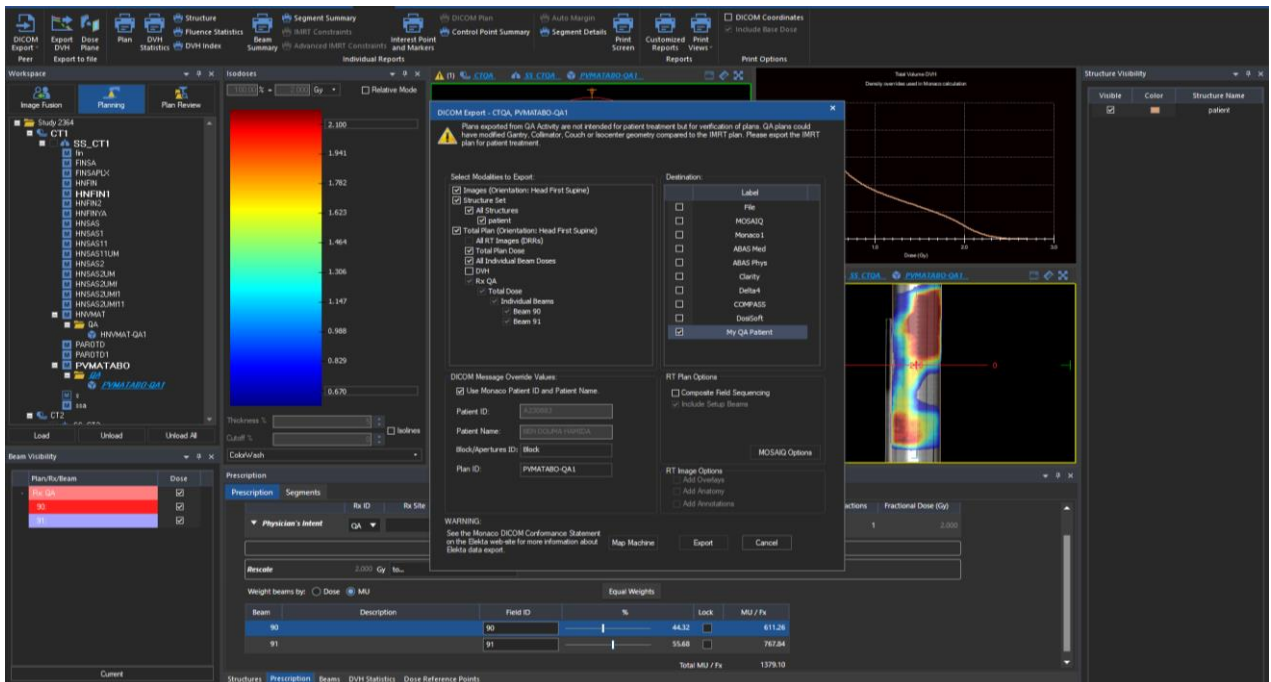 DICOM Export
Export DVH
Dose Plane
Plan
DVH Statistics
Structure
Fluence Statistics
DVH Index
Beam Summary
Segment Summary
IMRT Constraints
Advanced IMRT Constraints
Interest Point and Markers
DICOM Plan
Control Point Summary
Auto Margin
Segment Details
Print Screen
Customized Reports
Print Views
DICOM Coordinates
Include Base Dose
Peer
Export to file
Individual Reports
Reports
Print Options
Workspace
Image Fusion
Planning
Plan Review
Study 2364
CT1
SS_CT1
fin
FINSA
FINSAPLX
HNFIN
HNFIN1
HNFIN2
HNFINYA
HNSAS
HNSAS1
HNSAS11
HNSAS11UM
HNSAS2
HNSAS2UM
HNSAS2UMI
HNSAS2UMI1
HNSAS2UMI11
HNVMAT
QA
HNVMAT-QA1
PAROTD
PAROTD1
PVMATABO
QA
PVMATABO-QA1
s
ssa
CT2
Load
Unload
Unload All
Isodoses
100.00 % = 2.000 Gy
Relative Mode
2.100
1.941
1.782
1.623
1.464
1.306
1.147
0.988
0.829
0.670
Thickness %
Cutoff %
Isolines
ColorWash
(1) CTQA SS_CTQA PVMATABO-QA1
Total Volume DVH
Density overrides used in Monaco calculation
1.0
2.0
3.0
Dose (Gy)
SS_CTQA PVMATABO-QA1
0
Structure Visibility
Visible
Color
Structure Name
patient
DICOM Export - CTQA, PVMATABO-QA1
Plans exported from QA Activity are not intended for patient treatment but for verification of plans. QA plans could
have modified Gantry, Collimator, Couch or Isocenter geometry compared to the IMRT plan. Please export the IMRT
plan for patient treatment.
Select Modalities to Export:
Images (Orientation: Head First Supine)
Structure Set
All Structures
patient
Total Plan (Orientation: Head First Supine)
All RT Images (DRRs)
Total Plan Dose
All Individual Beam Doses
DVH
Rx QA
Total Dose
Individual Beams
Beam 90
Beam 91
Destination:
Label
File
MOSAIQ
Monaco1
ABAS Med
ABAS Phys
Clarity
Delta4
COMPASS
DosiSoft
My QA Patient
DICOM Message Override Values:
Use Monaco Patient ID and Patient Name
Patient ID:
Patient Name: BEN DOUMA HAMIDA
Block/Apertures ID: Block
Plan ID: PVMATABO-QA1
RT Plan Options
Composite Field Sequencing
Include Setup Beams
MOSAIQ Options
RT Image Options
Add Overlays
Add Anatomy
Add Annotations
WARNING:
See the Monaco DICOM Conformance Statement
on the Elekta web-site for more information about
Elekta data export.
Map Machine
Export
Cancel
Beam Visibility
Plan/Rx/Beam
Dose
Rx QA
90
91
Current
Prescription
Prescription
Segments
Rx ID
Rx Site
actions
Fractional Dose (Gy)
Physician's Intent
QA
1
2.000
Rescale
2.000 Gy to...
Weight beams by: Dose MU
Equal Weights
Beam Description Field ID % Lock MU / Fx
90 90 44.32 611.26
91 91 55.68 767.84
Total MU / Fx 1379.10
Structures Prescription Beams DVH Statistics Dose Reference Points